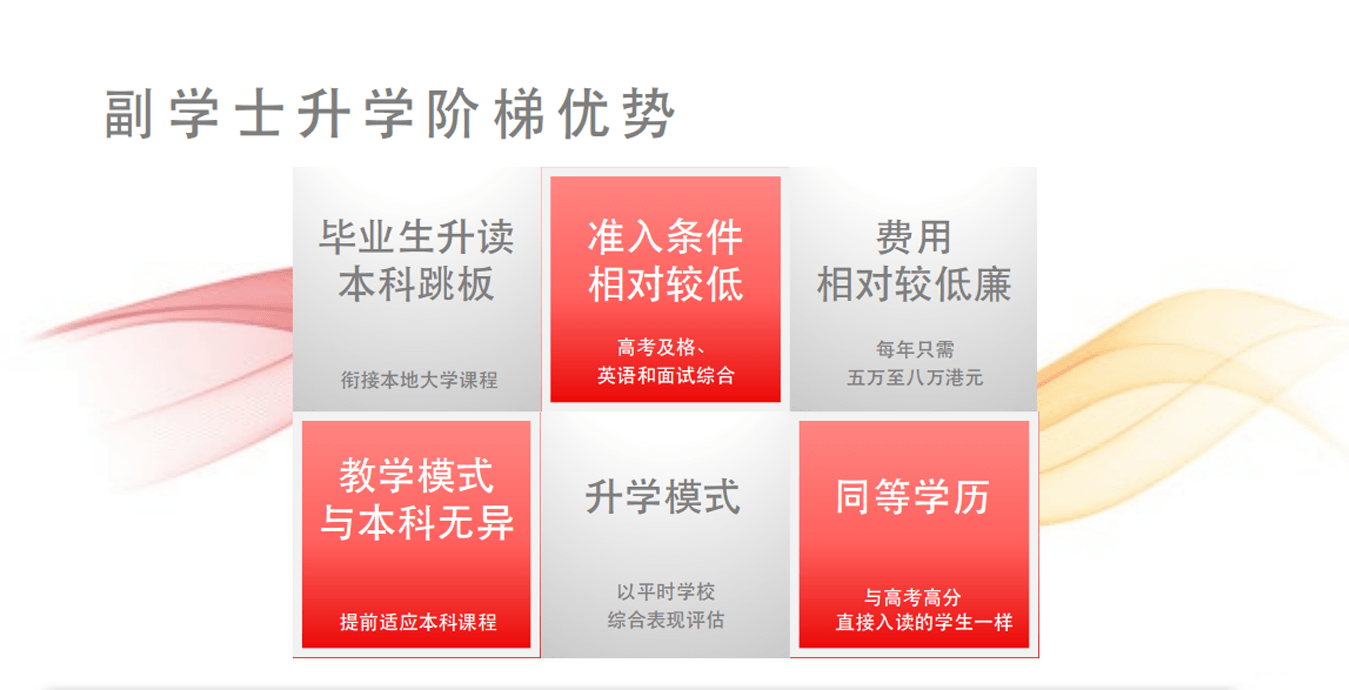 副学士升学阶梯优势
毕业生升读
本科跳板
衔接本地大学课程
准入条件
相对较低
高考及格、
英语和面试综合
费用
相对较低廉
每年只需
五万至八万港元
教学模式
与本科无异
提前适应本科课程
升学模式
以平时学校
综合表现评估
同等学历
与高考高分
直接入读的学生一样